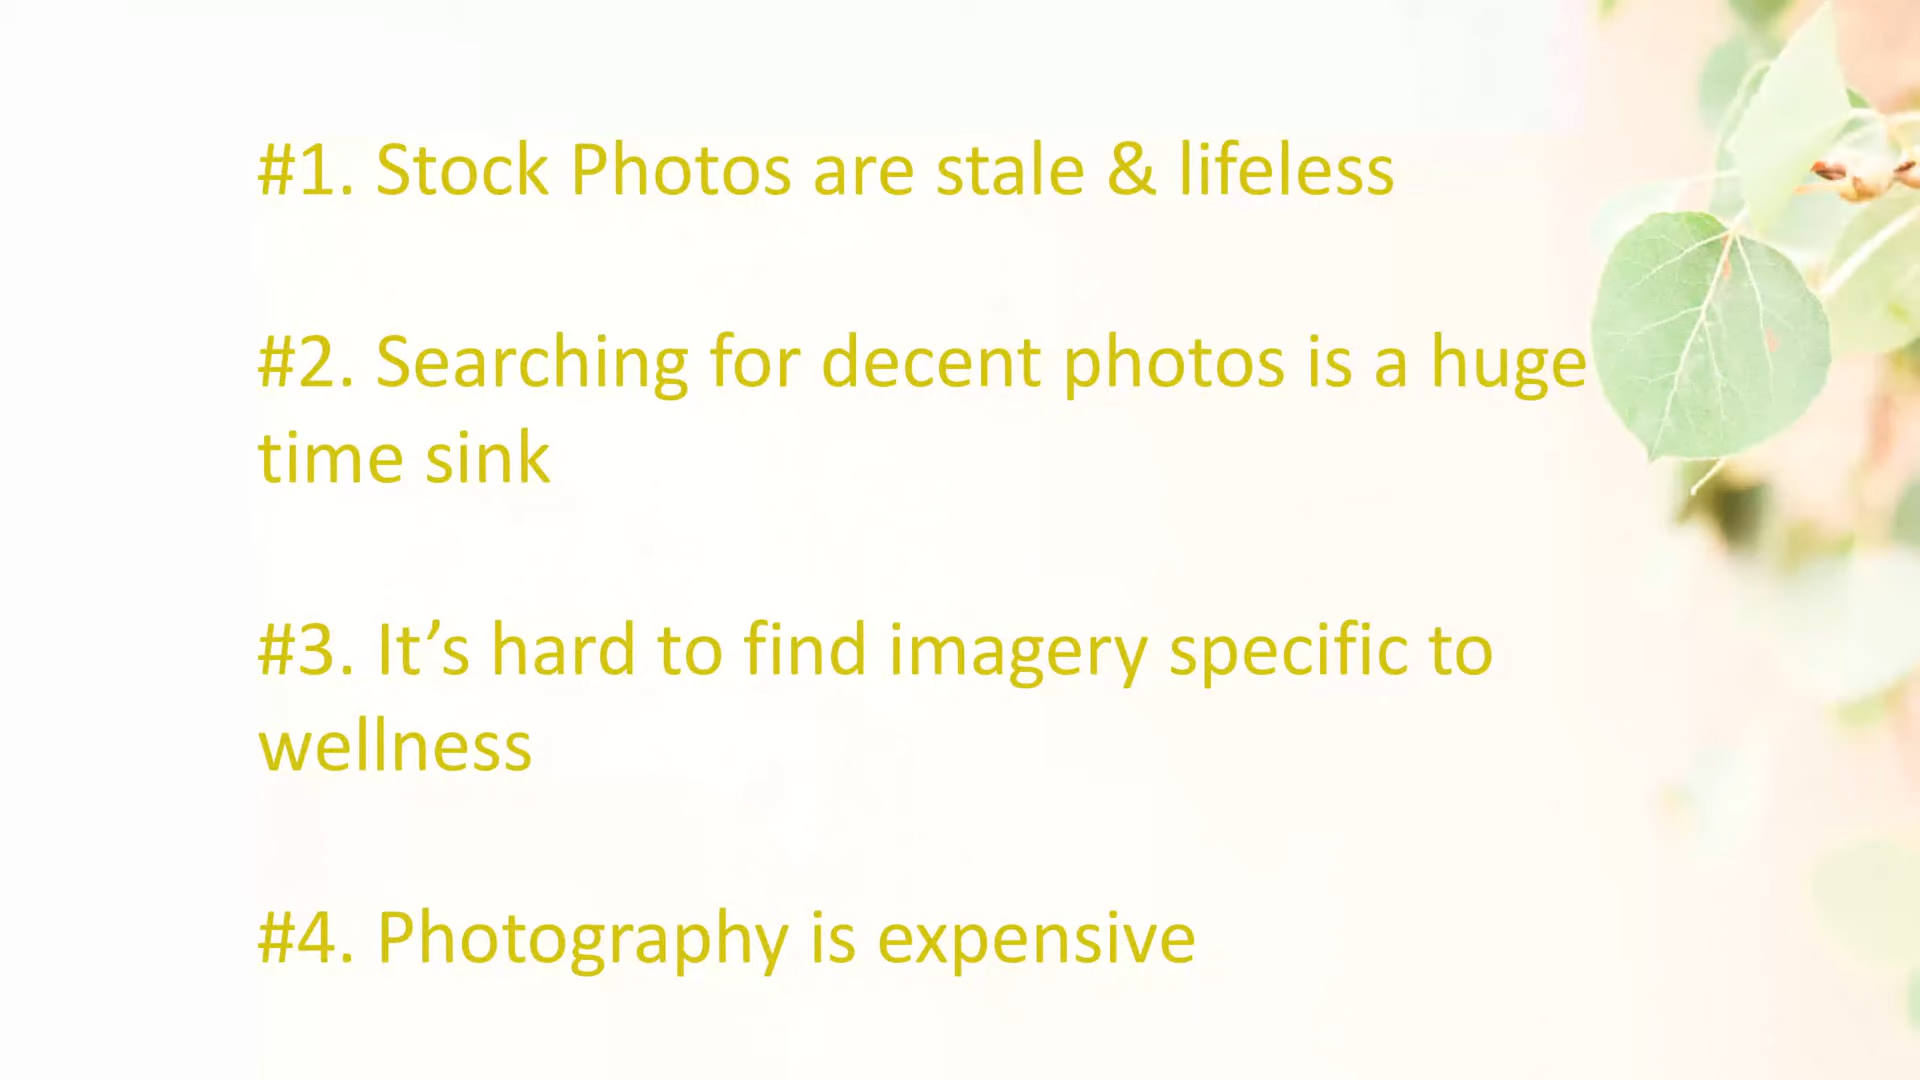 #1. Stock Photos are stale & lifeless
#2. Searching for decent photos is a huge
time sink
#3. It’s hard to find imagery specific to
wellness
#4. Photography is expensive